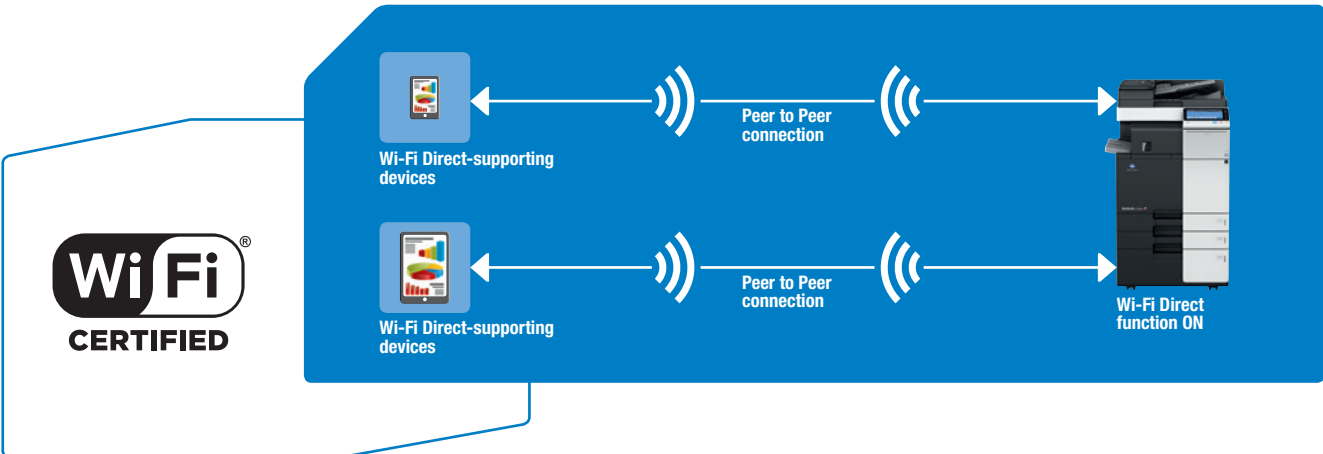 Wi-Fi Direct-supporting
devices
Peer to Peer
connection
Wi-Fi Direct-supporting
devices
Peer to Peer
connection
Wi-Fi Direct
function ON
Wi Fi ®
CERTIFIED